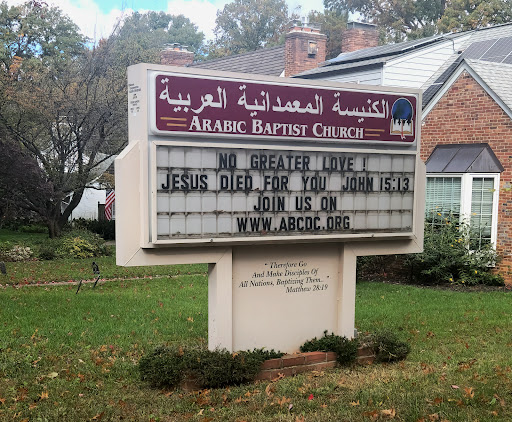 الكنيسة المعمدانية العربية
ARABIC BAPTIST CHURCH
NO GREATER LOVE !
JESUS DIED FOR YOU JOHN 15:13
JOIN US ON
WWW.ABCDC.ORG
" Therefore Go
And Make Disciples Of
All Nations, Baptizing Them..."
Matthew 28:19